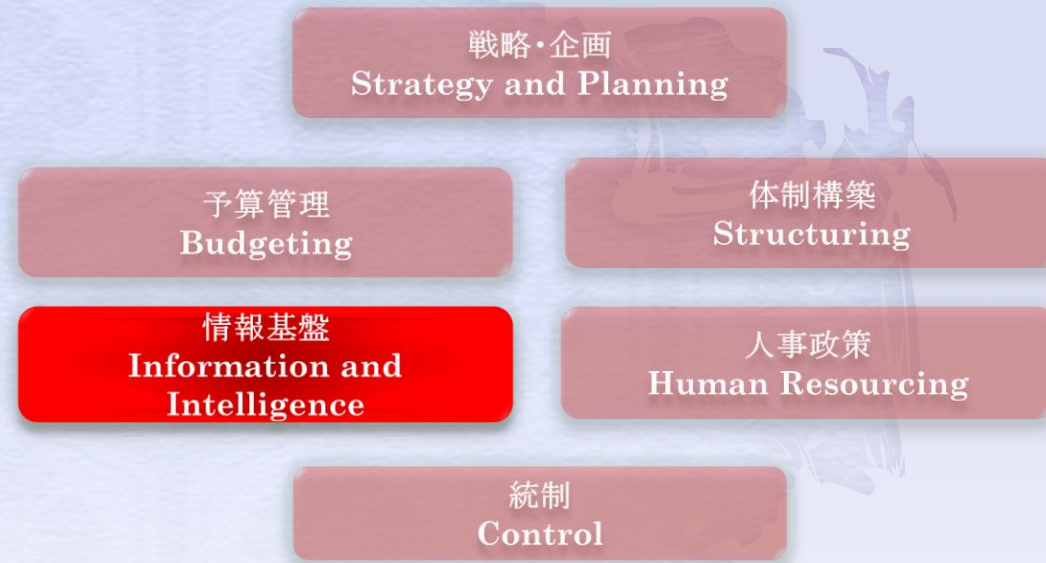 戦略・企画
Strategy and Planning
予算管理
Budgeting
体制構築
Structuring
情報基盤
Information and
Intelligence
人事政策
Human Resourcing
統制
Control